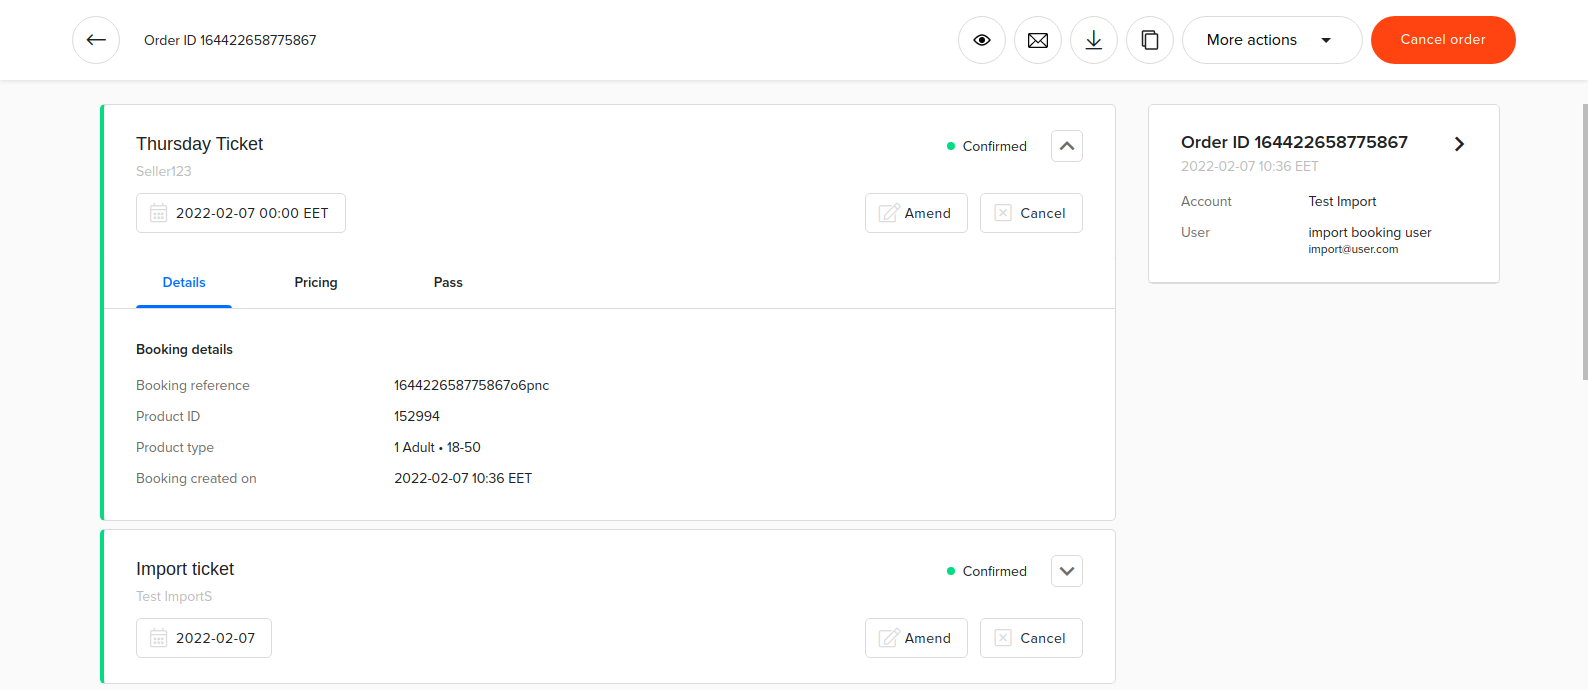 Order ID 164422658775867
More actions
Cancel order
Thursday Ticket
Confirmed
Seller123
2022-02-07 00:00 EET
Amend
Cancel
Details
Pricing
Pass
Booking details
Booking reference
164422658775867o6pnc
Product ID
152994
Product type
1 Adult • 18-50
Booking created on
2022-02-07 10:36 EET
Import ticket
Confirmed
Test ImportS
2022-02-07
Amend
Cancel
Order ID 164422658775867
2022-02-07 10:36 EET
Account
Test Import
User
import booking user
import@user.com